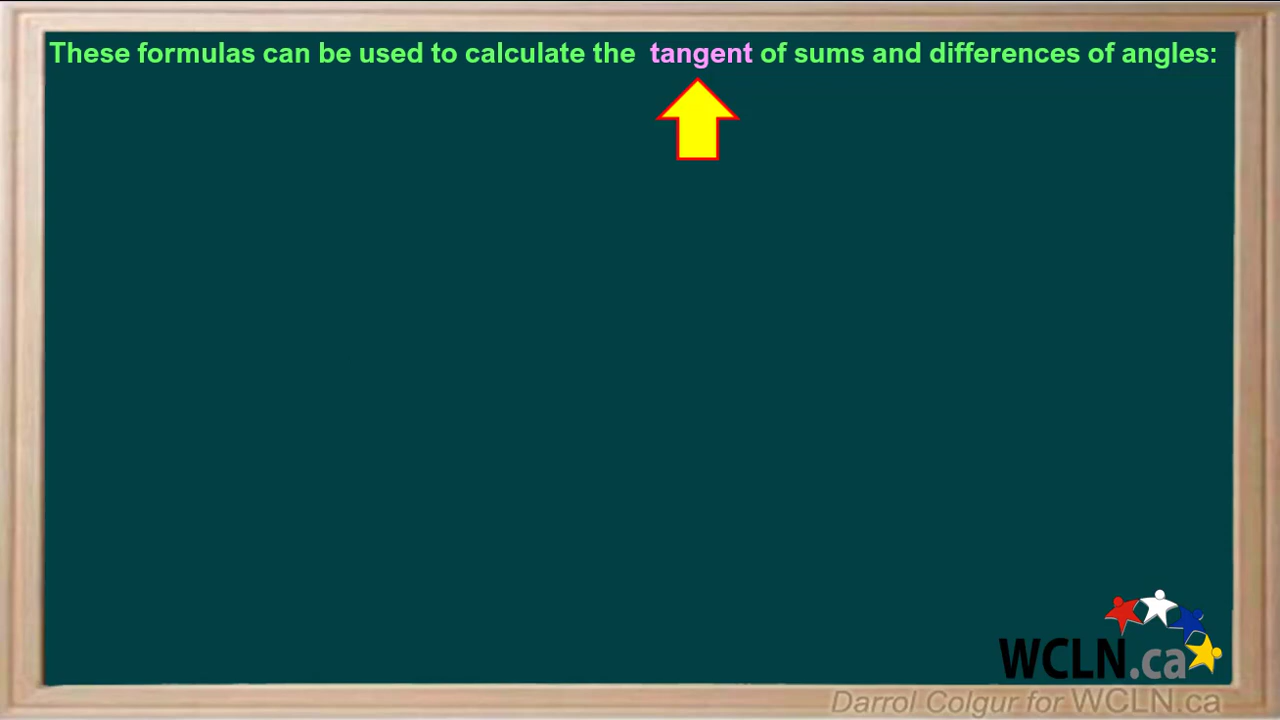 These formulas can be used to calculate the tangent of sums and differences of angles:
WCLN.ca
Darrol Colgur for WCLN.ca